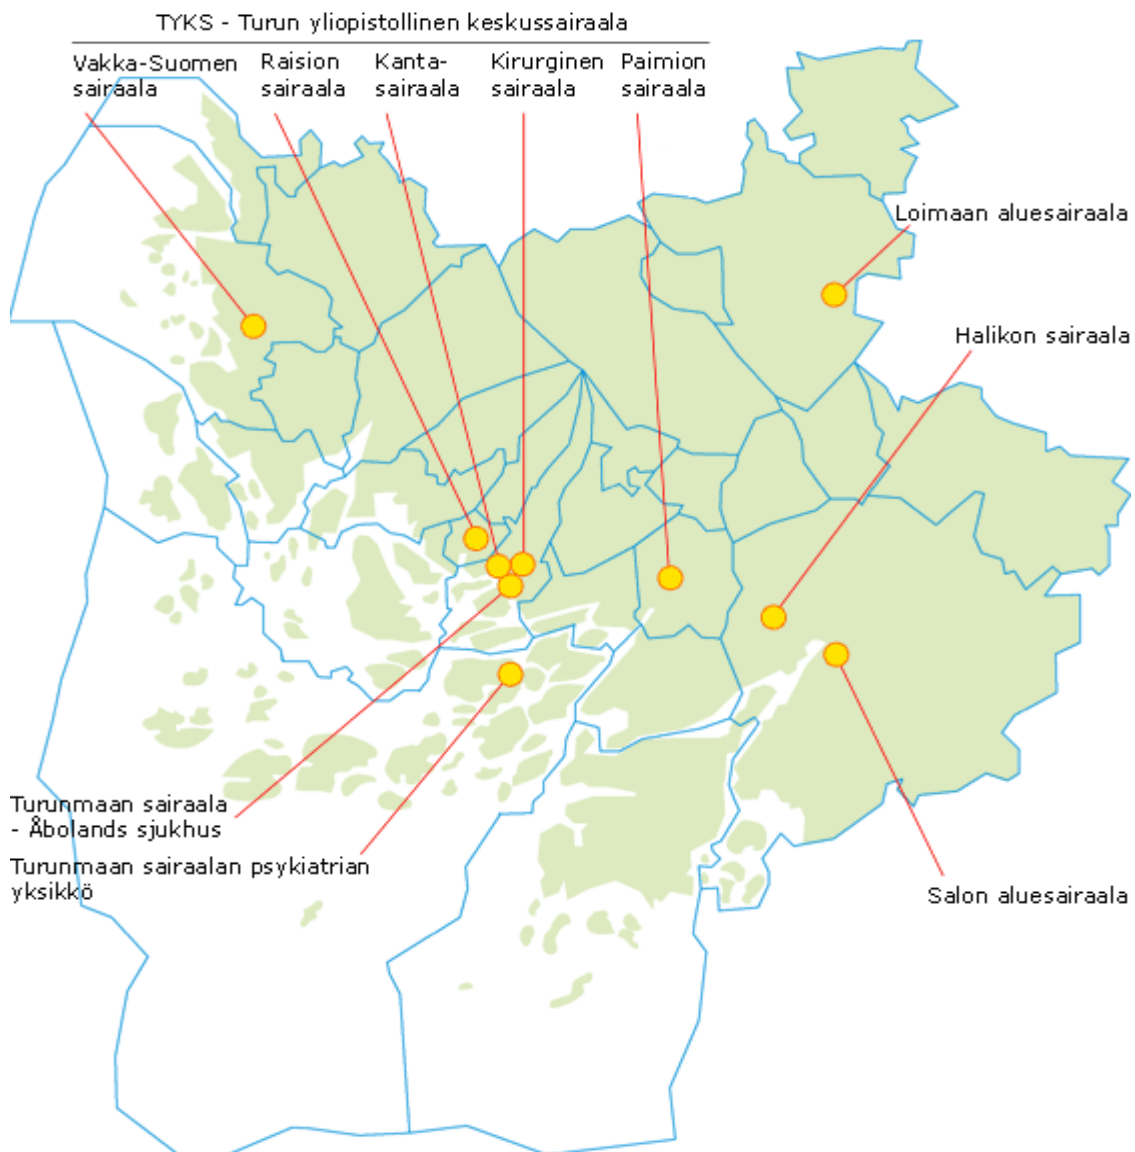 TYKS - Turun yliopistollinen keskussairaala
Vakka-Suomen
sairaala
Raision
sairaala
Kanta-
sairaala
Kirurginen
sairaala
Paimion
sairaala
Loimaan aluesairaala
Halikon sairaala
Turunmaan sairaala
- Åbolands sjukhus
Turunmaan sairaalan psykiatrian
yksikkö
Salon aluesairaala